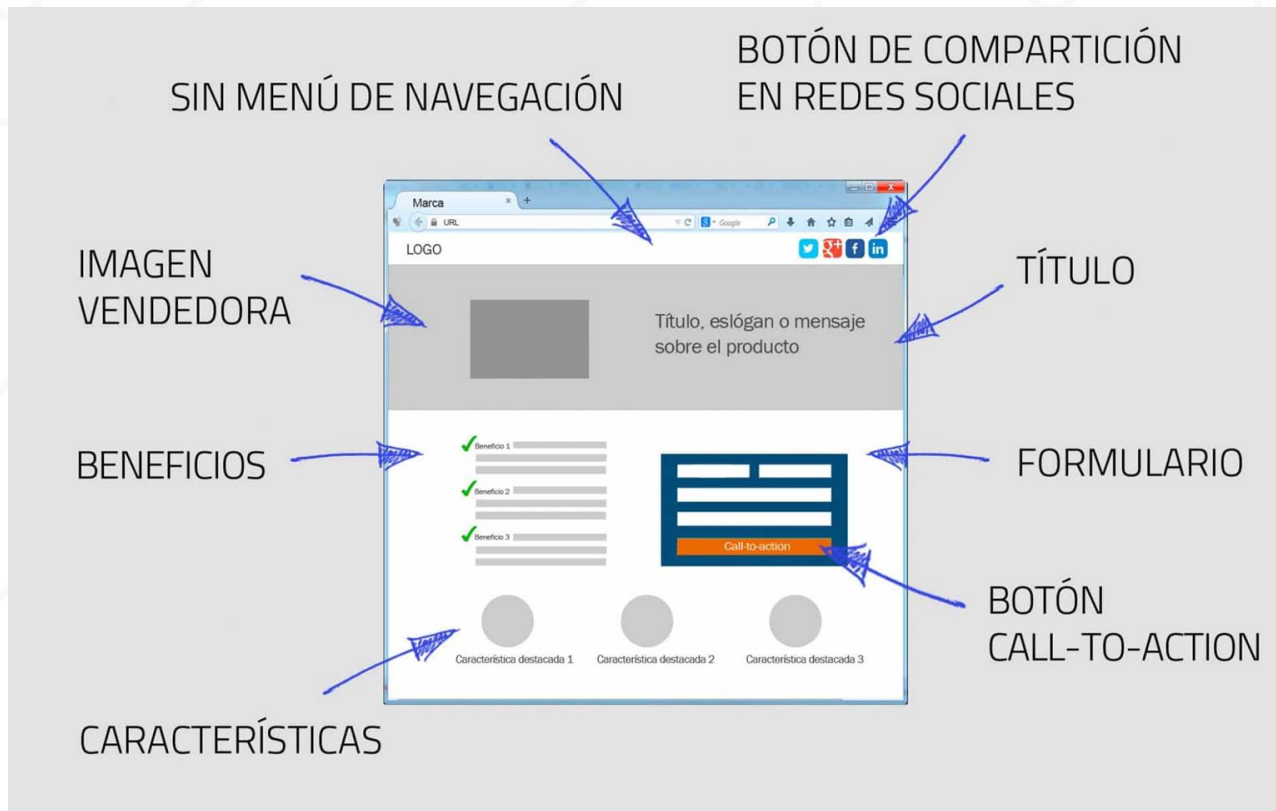 BOTÓN DE COMPARTICIÓN
EN REDES SOCIALES
SIN MENÚ DE NAVEGACIÓN
Marca
URL
Google
LOGO
IMAGEN
VENDEDORA
TÍTULO
Título, eslógan o mensaje
sobre el producto
BENEFICIOS
Beneficio 1
Beneficio 2
Beneficio 3
FORMULARIO
Call-to-action
BOTÓN
CALL-TO-ACTION
Característica destacada 1
Característica destacada 2
Característica destacada 3
CARACTERÍSTICAS